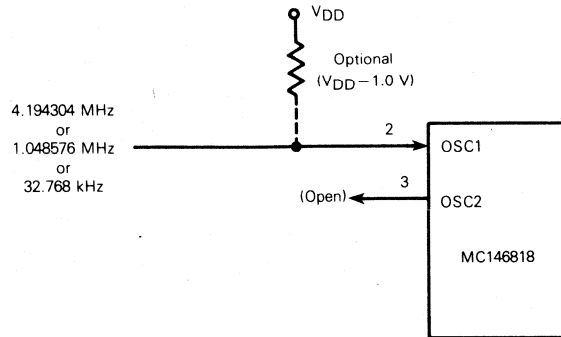 VDD
Optional
(VDD−1.0 V)
4.194304 MHz
or
1.048576 MHz
or
32.768 kHz
2
OSC1
3
(Open)
OSC2
MC146818